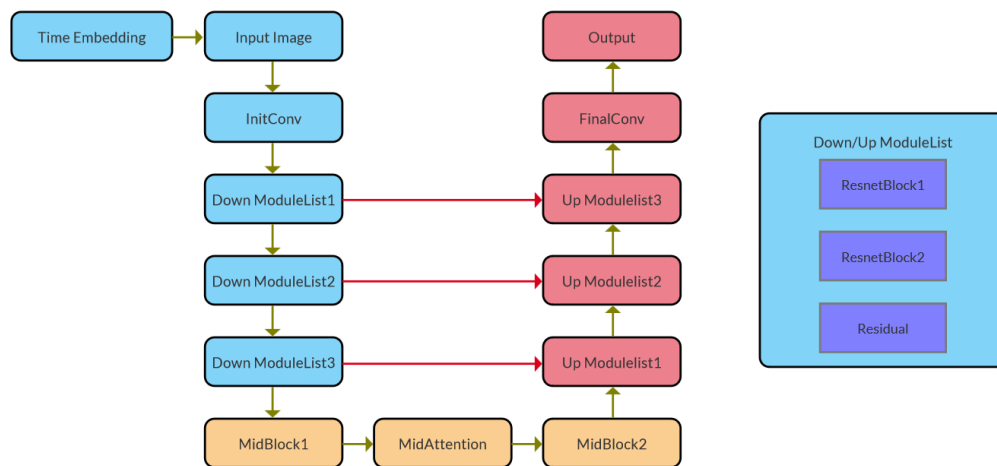 Time Embedding
Input Image
Output
InitConv
FinalConv
Down/Up ModuleList
Down ModuleList1
Up Modulelist3
ResnetBlock1
Down ModuleList2
Up Modulelist2
ResnetBlock2
Residual
Down ModuleList3
Up Modulelist1
MidBlock1
MidAttention
MidBlock2